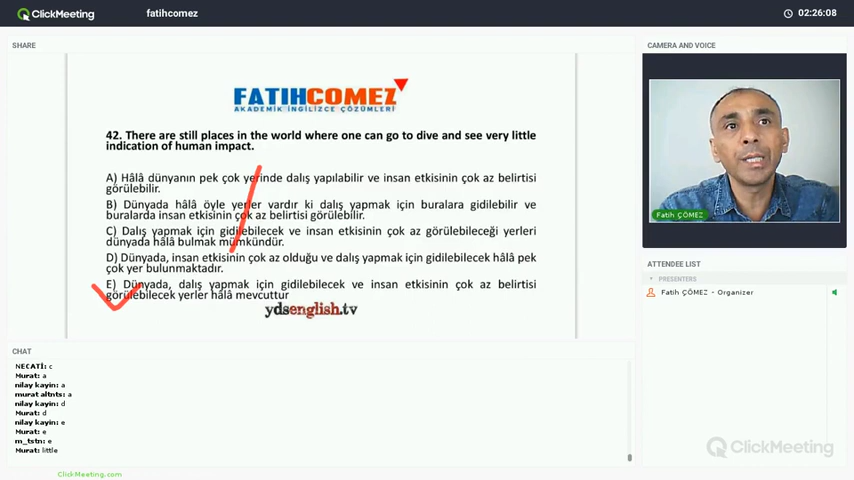 ClickMeeting
fatihcomez
02:26:08
SHARE
CAMERA AND VOICE
FATIHCOMEZ
AKADEMİK İNGİLİZCE ÇÖZÜMLERİ
42. There are still places in the world where one can go to dive and see very little
indication of human impact.
A) Hâlâ dünyanın pek çok yerinde dalış yapılabilir ve insan etkisinin çok az belirtisi
görülebilir.
B) Dünyada hâlâ öyle yerler vardır ki dalış yapmak için buralara gidilebilir ve
buralarda insan etkisinin çok az belirtisi görülebilir.
C) Dalış yapmak için gidilebilecek ve insan etkisinin çok az görülebileceği yerleri
dünyada hâlâ bulmak mümkündür.
D) Dünyada, insan etkisinin çok az olduğu ve dalış yapmak için gidilebilecek hâlâ pek
çok yer bulunmaktadır.
E) Dünyada, dalış yapmak için gidilebilecek ve insan etkisinin çok az belirtisi
görülebilecek yerler hâlâ mevcuttur
ydsenglish.tv
Fatih ÇÖMEZ
ATTENDEE LIST
PRESENTERS
Fatih ÇÖMEZ - Organizer
CHAT
NECATİ: c
Murat: a
nilay kayin: a
murat altnts: a
nilay kayin: d
Murat: d
nilay kayin: e
Murat: e
m_tstn: e
Murat: little
ClickMeeting
ClickMeeting.com